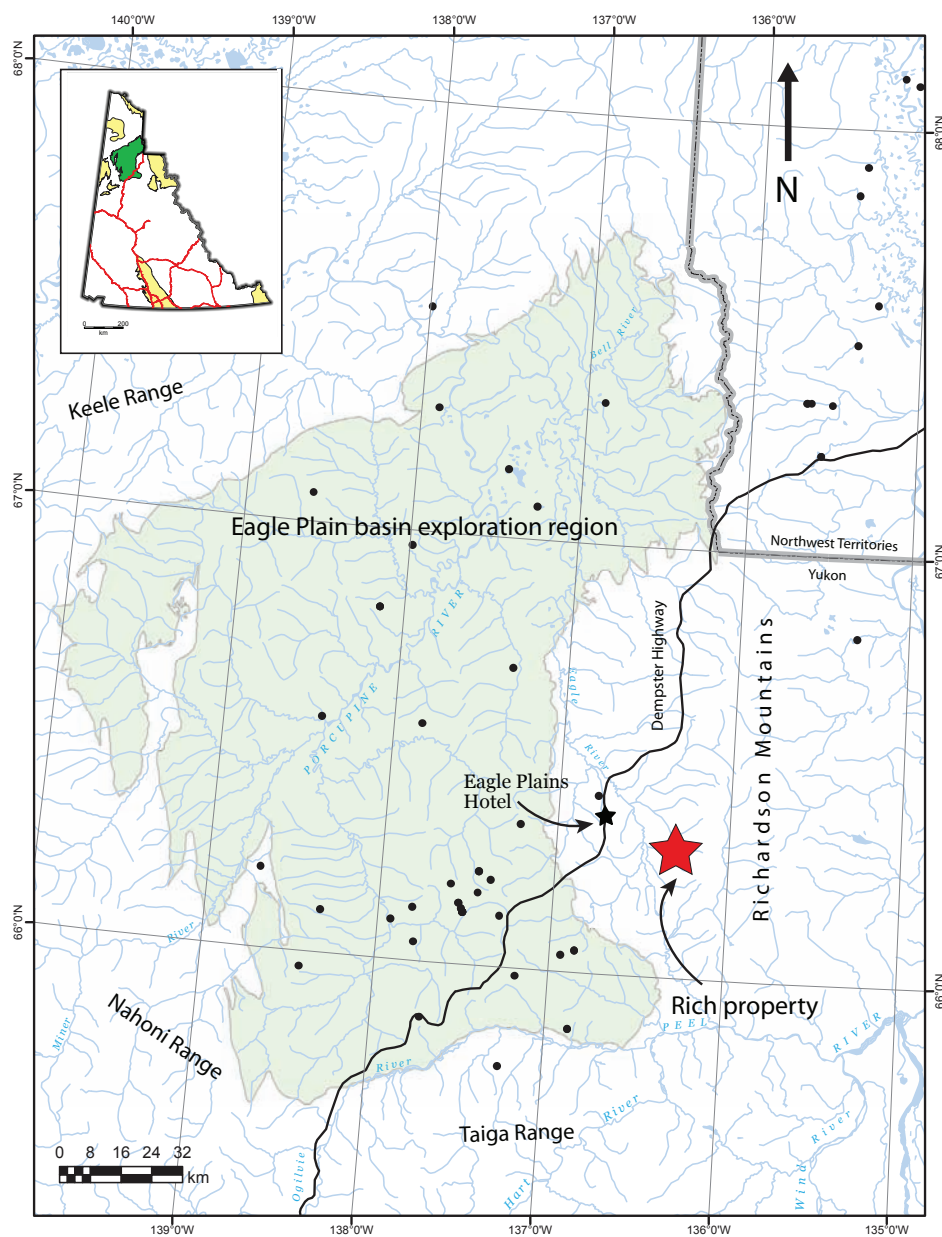 140°0'W
139°0'W
138°0'W
137°0'W
136°0'W
68°0'N
68°0'N
N
0 200
km
Bell River
Keele Range
67°0'N
Eagle Plain basin exploration region
Northwest Territories
67°0'N
Yukon
RIVER
PORCUPINE
Eagle
River
Dempster Highway
Richardson Mountains
Eagle Plains
Hotel
66°0'N
River
66°0'N
Rich property
Nahoni Range
Miner
PEEL
RIVER
River
Taiga Range
River
River
0 8 16 24 32
km
Ogilvie
Hart
Wind
139°0'W
138°0'W
137°0'W
136°0'W
135°0'W